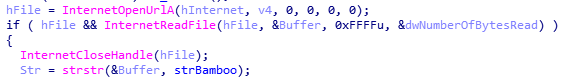 hFile = InternetOpenUrlA(hInternet, v4, 0, 0, 0, 0);
if ( hFile && InternetReadFile(hFile, &Buffer, 0xFFFFu, &dwNumberOfBytesRead) )
{
  InternetCloseHandle(hFile);
  Str = strstr(&Buffer, strBamboo);